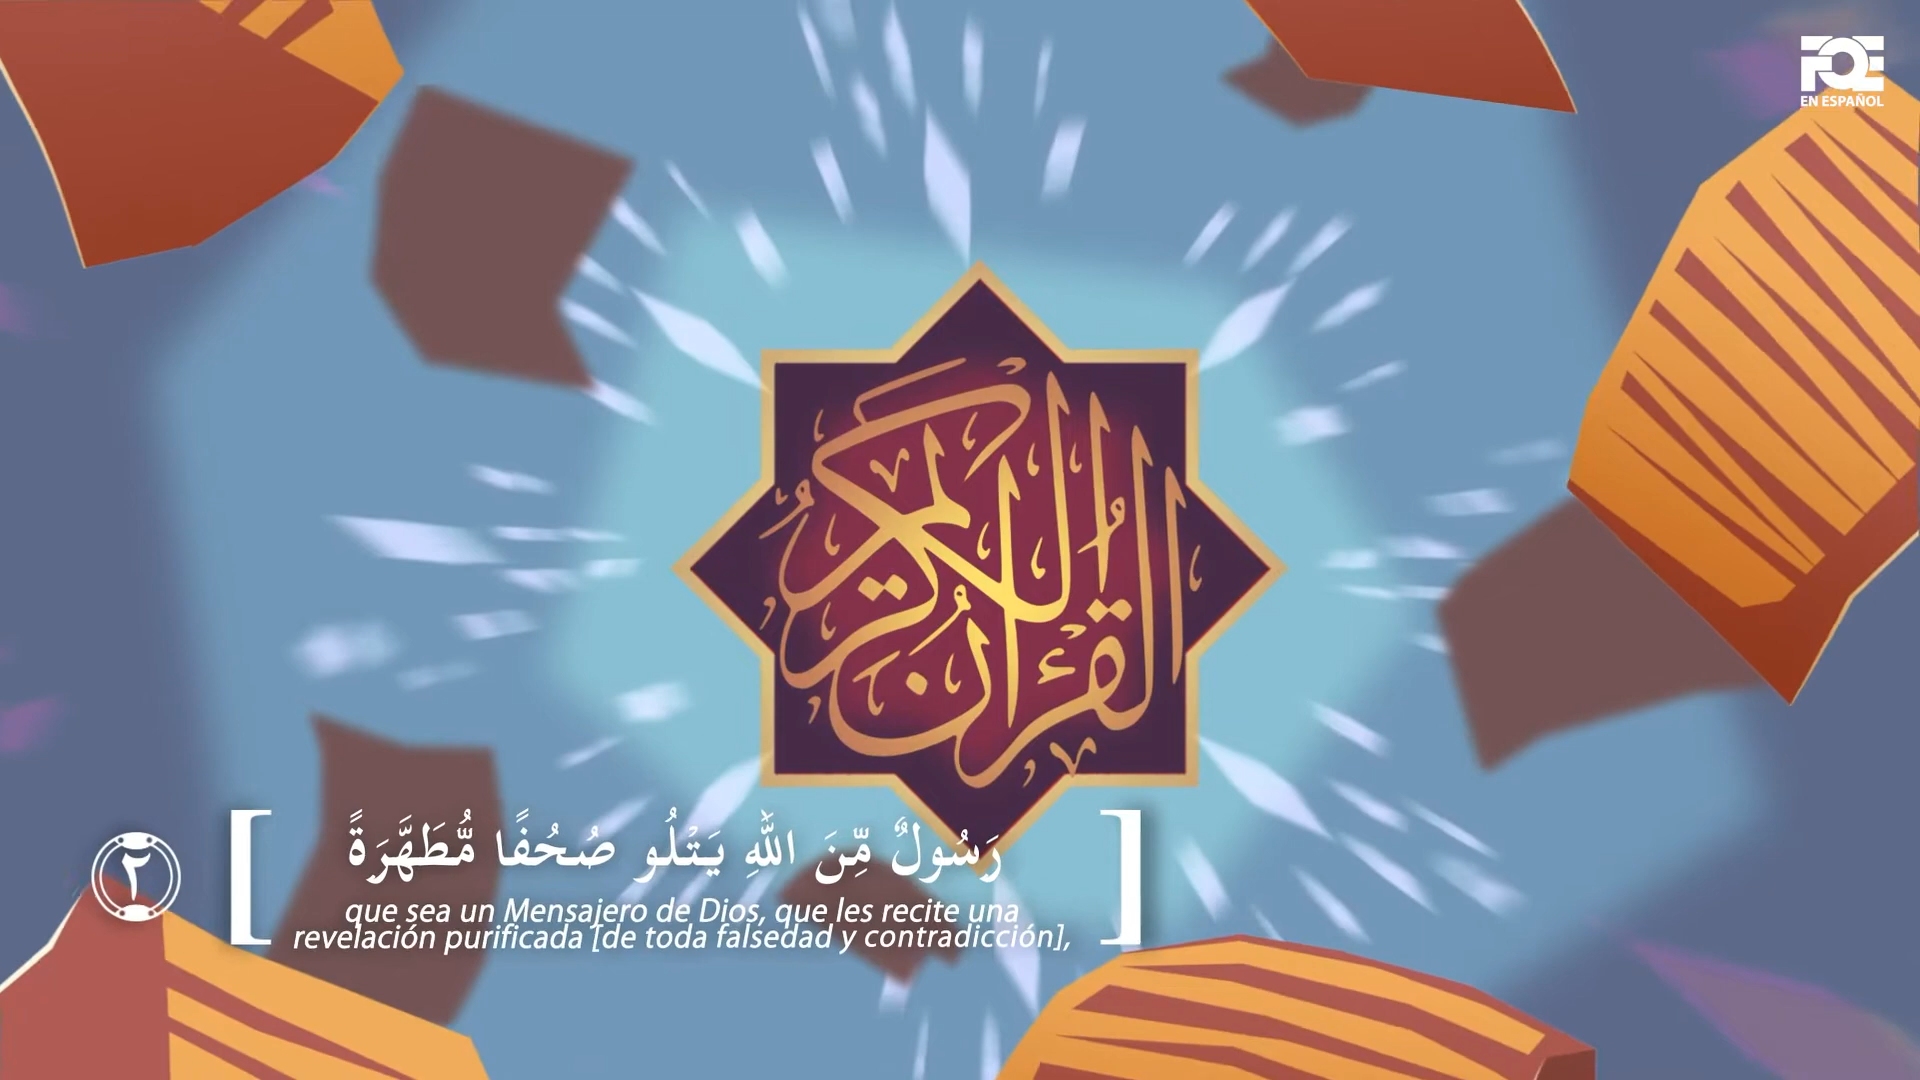 FQE
EN ESPAÑOL
القرآن الكريم
٢
[ رَسُولٌ مِّنَ اللَّهِ يَتْلُو صُحُفًا مُّطَهَّرَةً ]
que sea un Mensajero de Dios, que les recite una
revelación purificada [de toda falsedad y contradicción],